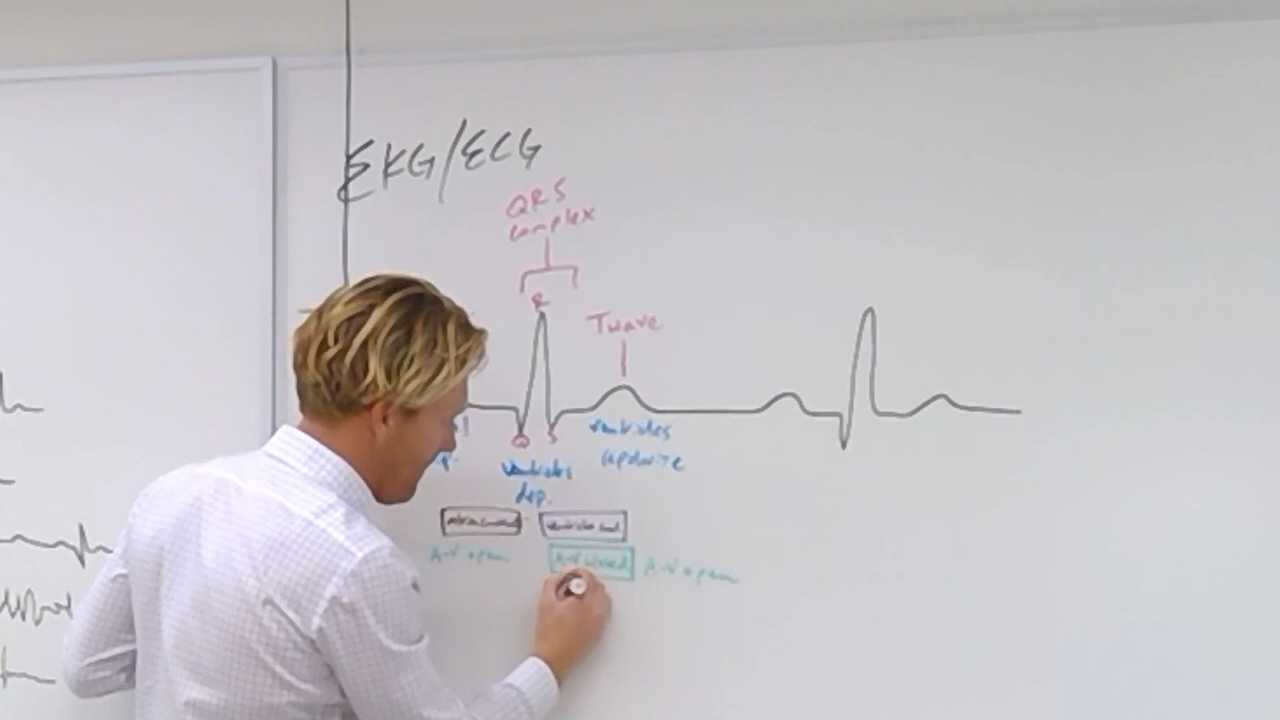 EKG/ECG
QRS
complex
R
T wave
Q S
ventricles
dep.
ventricles
repolarize
A-V open
A-V closed
A-V open